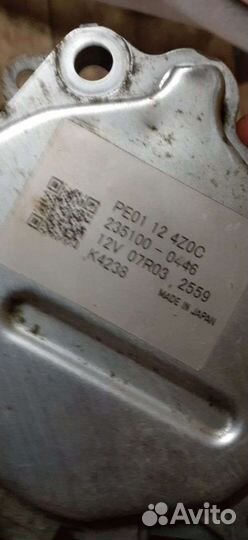 PE01 12 4Z0C
235100-0446
12V 07R03 2559
K4238 MADE IN JAPAN
Avito